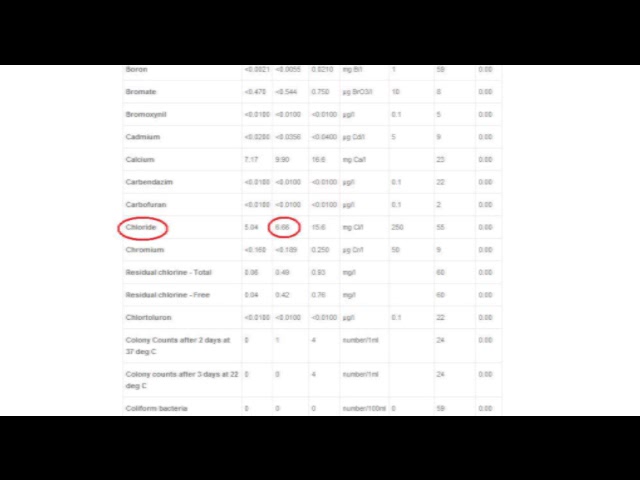 Boron <0.0021 <0.0055 0.0210 mg B/l 1 59 0.00
Bromate <0.470 <0.544 0.750 µg BrO3/l 10 8 0.00
Bromoxynil <0.0100 <0.0100 <0.0100 µg/l 0.1 5 0.00
Cadmium <0.0200 <0.0356 <0.0400 µg Cd/l 5 9 0.00
Calcium 7.17 9.90 16.6 mg Ca/l 23 0.00
Carbendazim <0.0100 <0.0100 <0.0100 µg/l 0.1 22 0.00
Carbofuran <0.0100 <0.0100 <0.0100 µg/l 0.1 2 0.00
Chloride 5.04 6.66 15.6 mg Cl/l 250 55 0.00
Chromium <0.160 <0.189 0.250 µg Cr/l 50 9 0.00
Residual chlorine - Total 0.06 0.49 0.93 mg/l 60 0.00
Residual chlorine - Free 0.04 0.42 0.76 mg/l 60 0.00
Chlortoluron <0.0100 <0.0100 <0.0100 µg/l 0.1 22 0.00
Colony Counts after 2 days at 0 1 4 number/1ml 24 0.00
37 deg C
Colony counts after 3 days at 22 0 0 4 number/1ml 24 0.00
deg C
Coliform bacteria 0 0 0 number/100ml 0 59 0.00